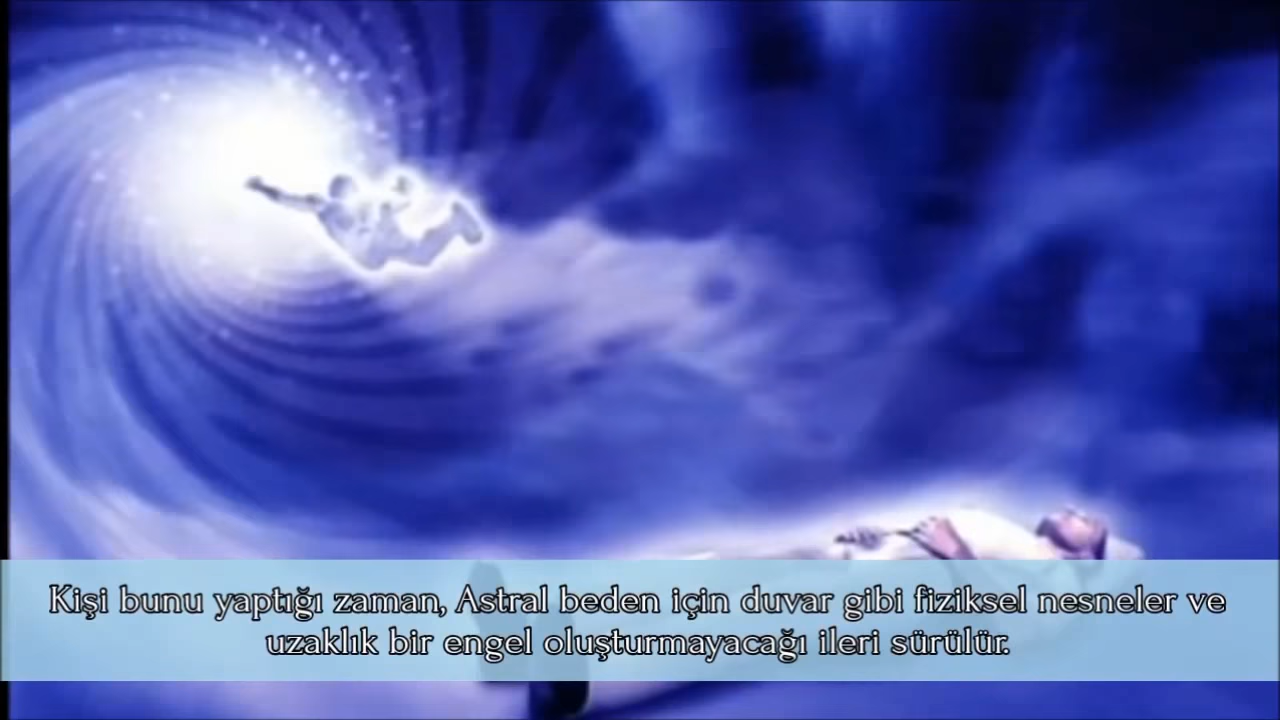 Kişi bunu yaptığı zaman, Astral beden için duvar gibi fiziksel nesneler ve
uzaklık bir engel oluşturmayacağı ileri sürülür.